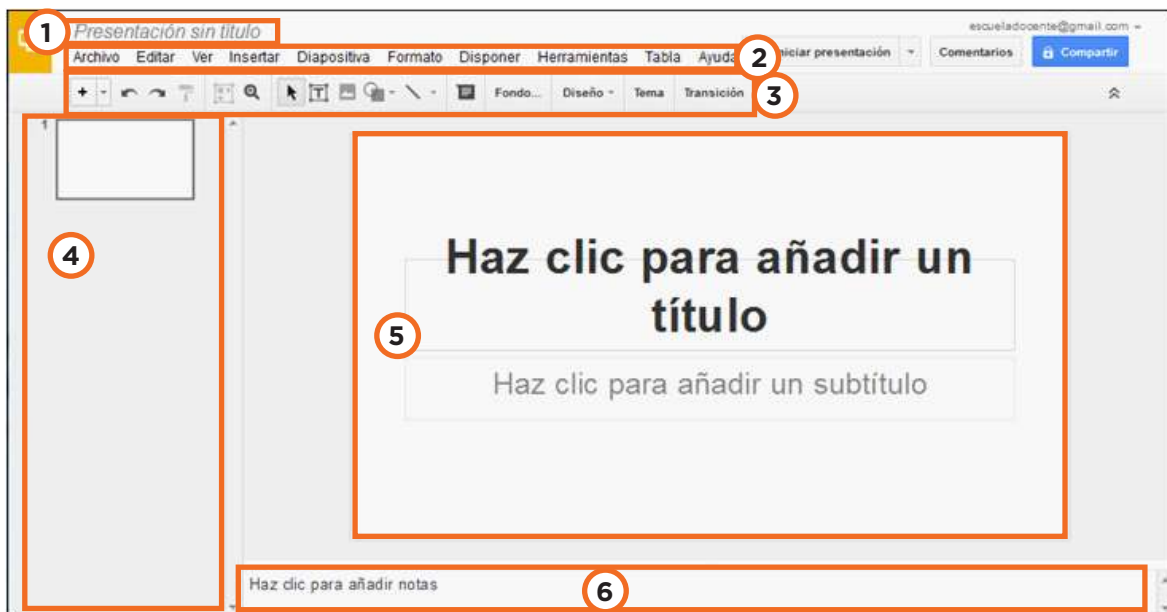 1 Presentación sin título
escueladocente@gmail.com
Archivo Editar Ver Insertar Diapositiva Formato Disponer Herramientas Tabla Ayuda 2 Iniciar presentación Comentarios Compartir
Fondo... Diseño Tema Transición 3
1
4
Haz clic para añadir un
título
5
Haz clic para añadir un subtítulo
Haz clic para añadir notas
6